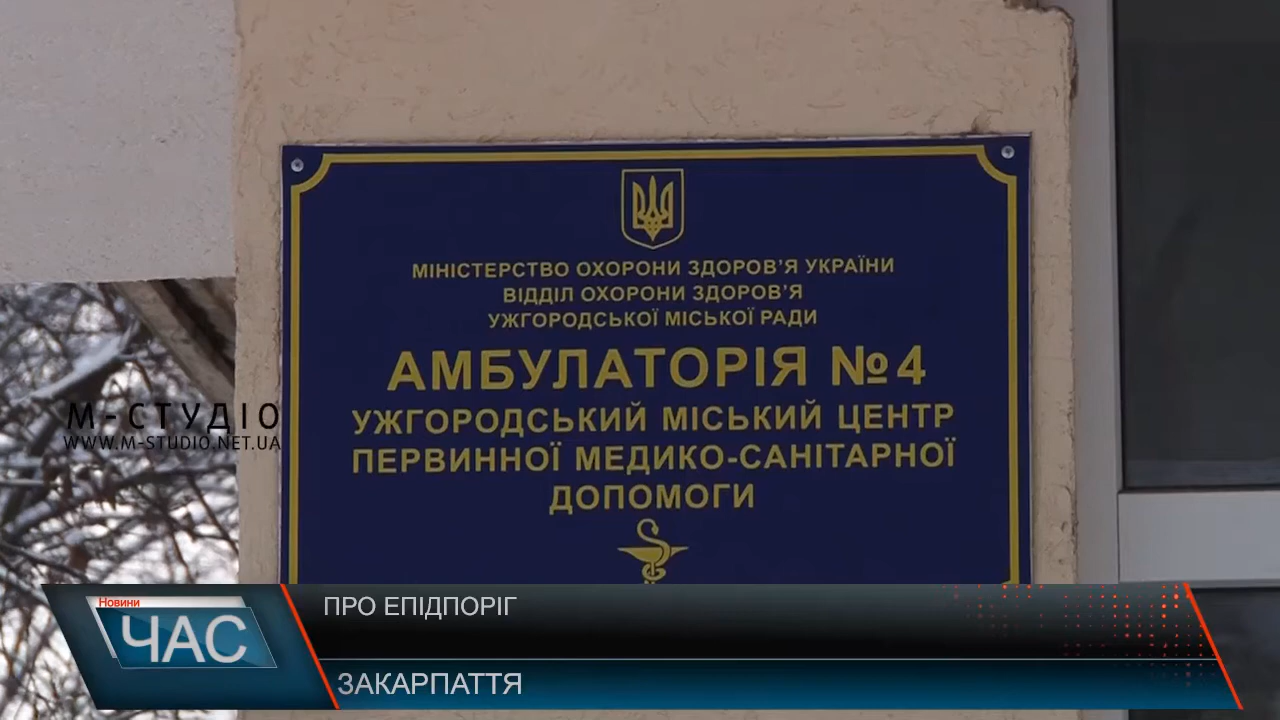 МІНІСТЕРСТВО ОХОРОНИ ЗДОРОВ'Я УКРАЇНИ
ВІДДІЛ ОХОРОНИ ЗДОРОВ'Я
УЖГОРОДСЬКОЇ МІСЬКОЇ РАДИ
АМБУЛАТОРІЯ №4
УЖГОРОДСЬКИЙ МІСЬКИЙ ЦЕНТР
ПЕРВИННОЇ МЕДИКО-САНІТАРНОЇ
ДОПОМОГИ
М-СТУДІО
WWW.M-STUDIO.NET.UA
Новини
ЧАС
ПРО ЕПІДПОРІГ
ЗАКАРПАТТЯ